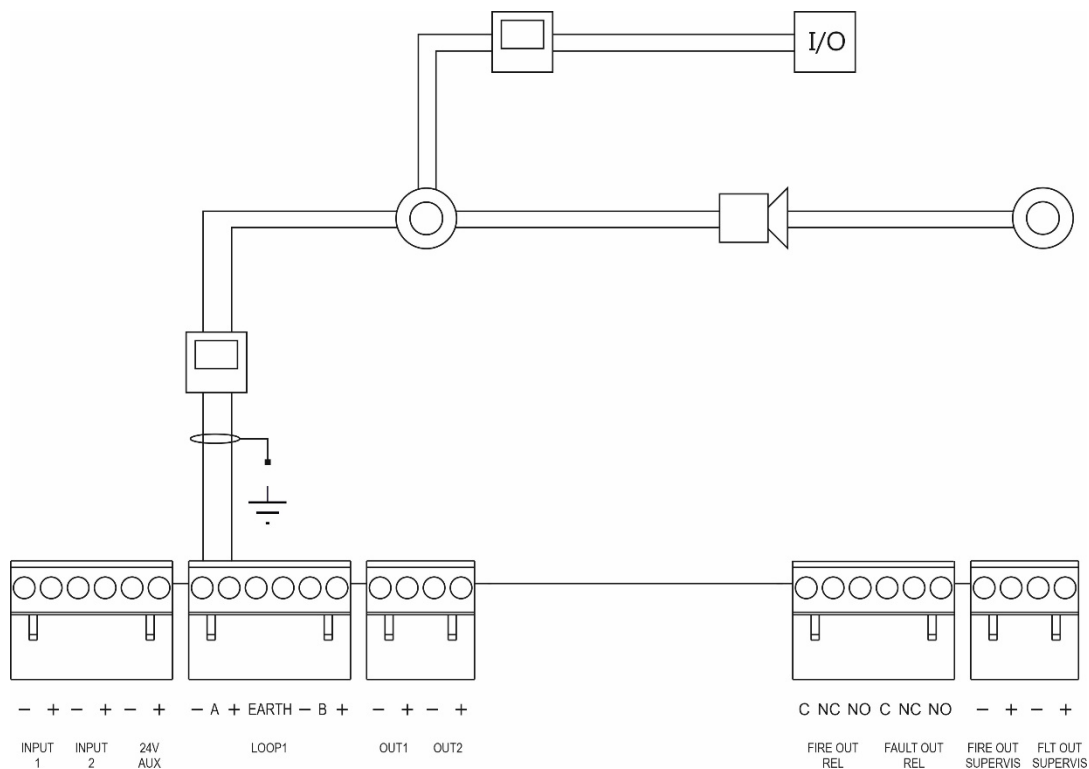 I/O
− + − + − + − A + EARTH − B + − + − + C NC NO C NC NO − + − +
INPUT INPUT 24V LOOP1 OUT1 OUT2 FIRE OUT FAULT OUT FIRE OUT FLT OUT
1 2 AUX REL REL SUPERVIS SUPERVIS